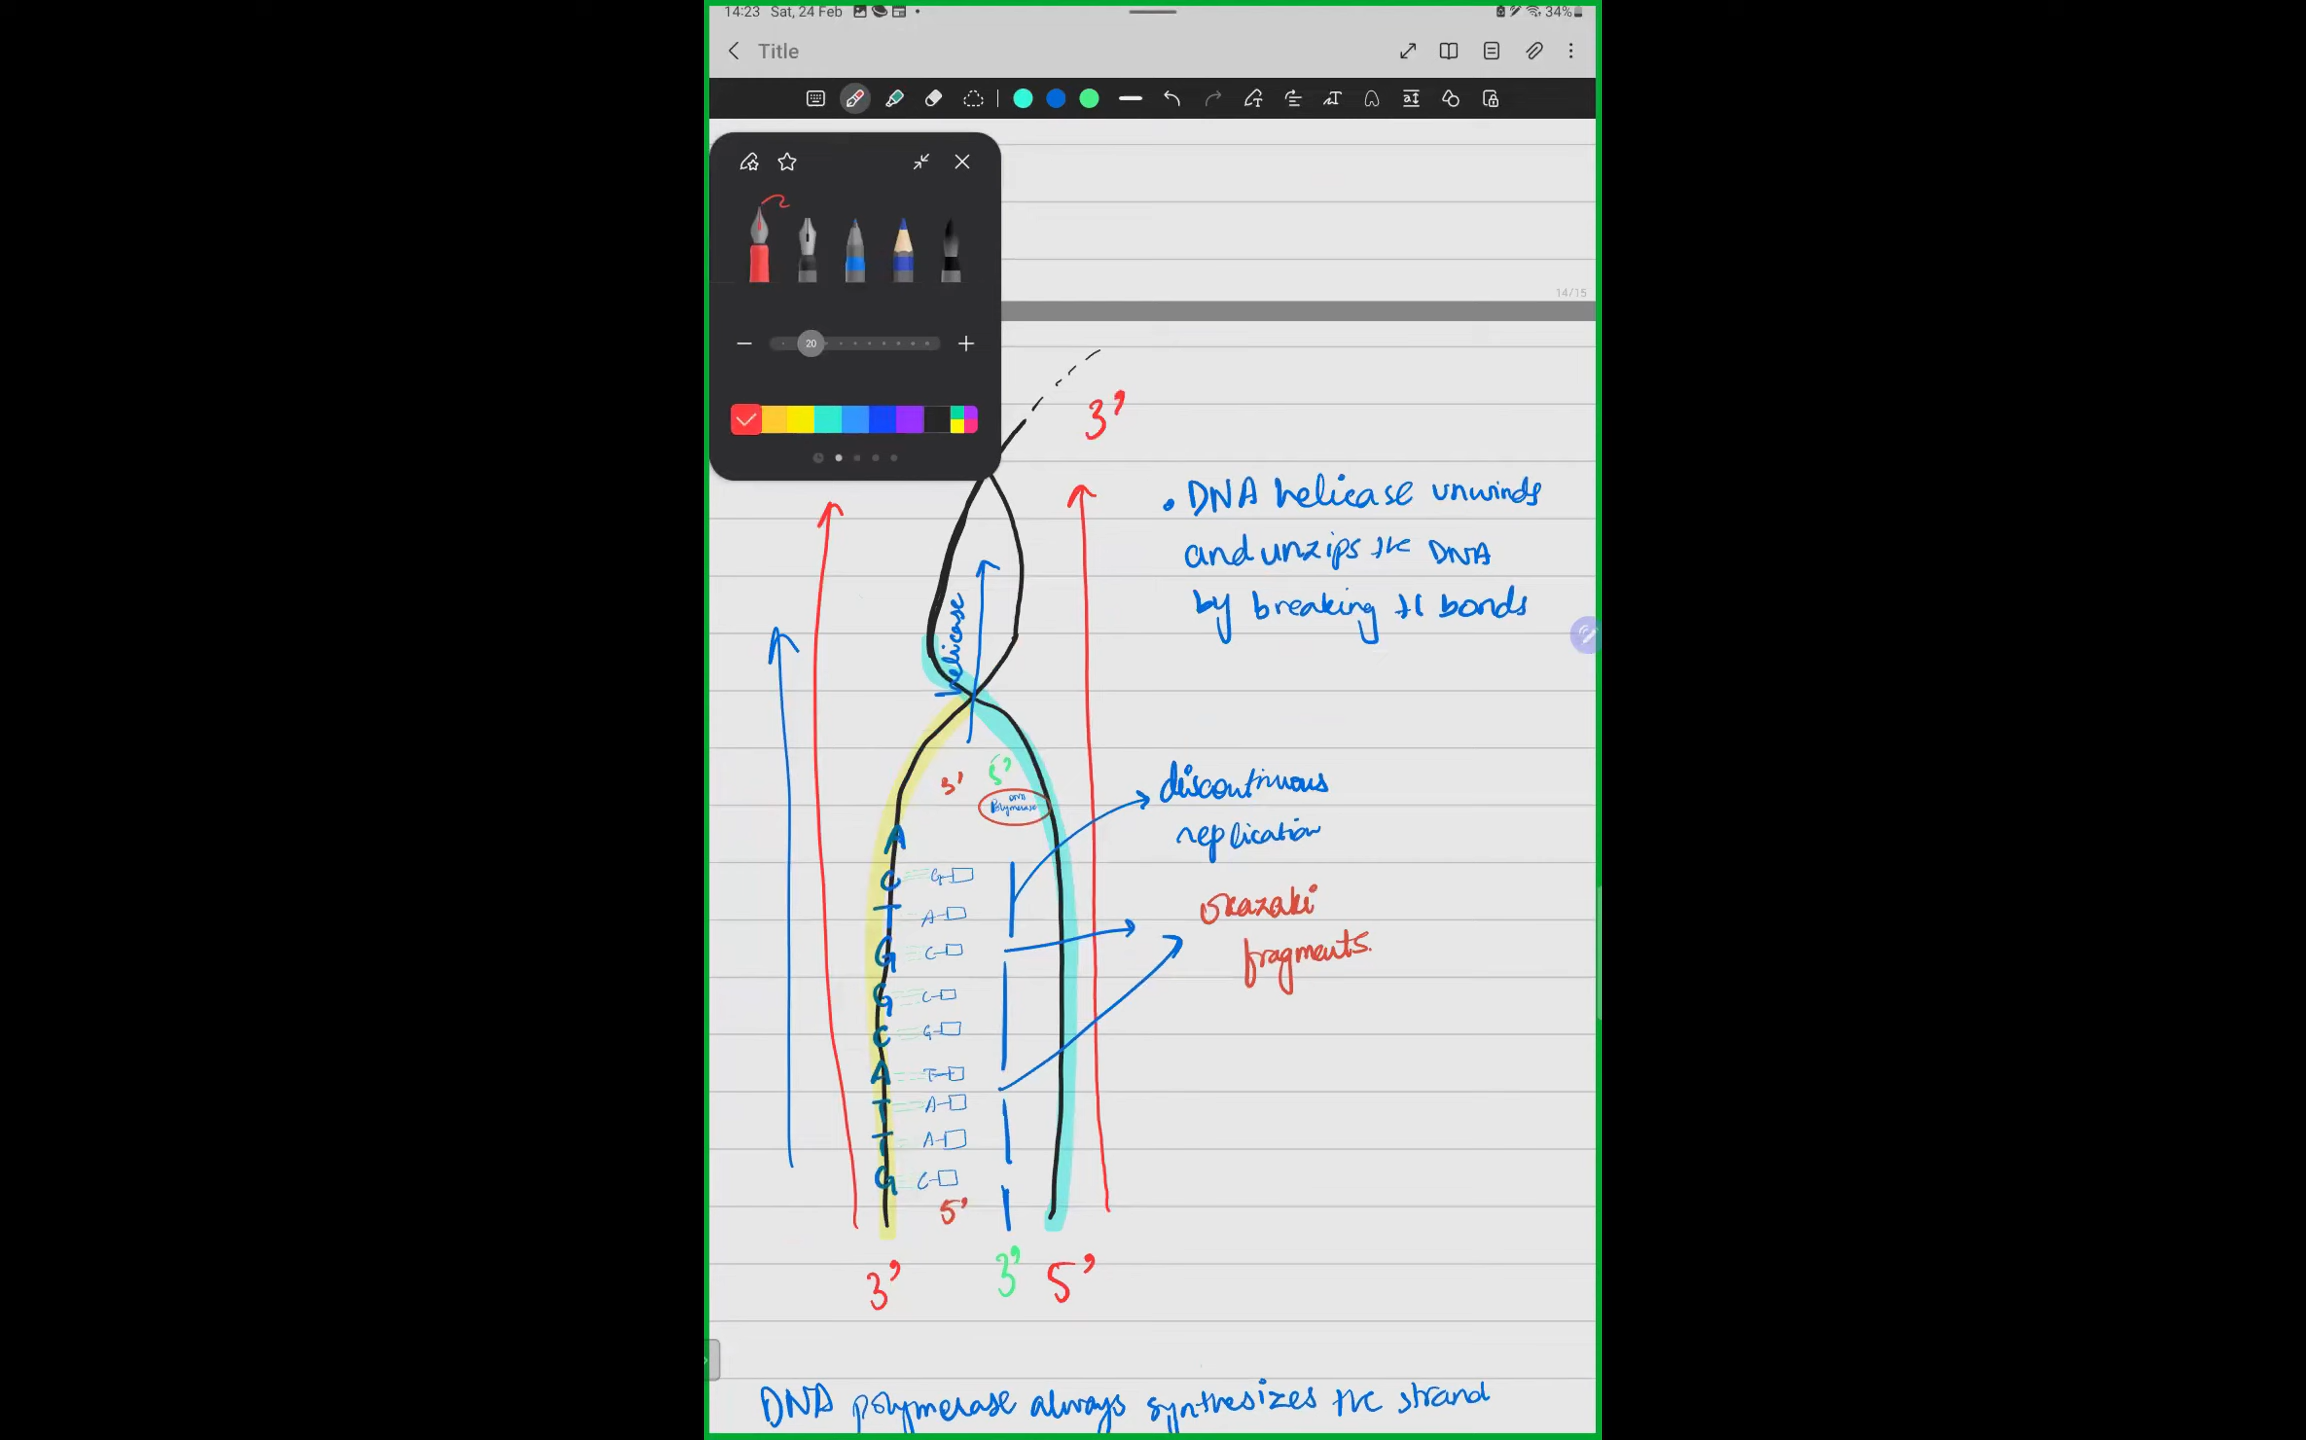 14:23 Sat, 24 Feb
34%
Title
20
14/15
3'
• DNA helicase unwinds
and unzips the DNA
by breaking H bonds
helicase
3' 5'
DNA
Polymerase
discontinuous
replication
okazaki
fragments.
A
C G
T A
G C
G C
C G
A T
T A
T A
G C
5'
3' 3' 5'
DNA polymerase always synthesizes the strand